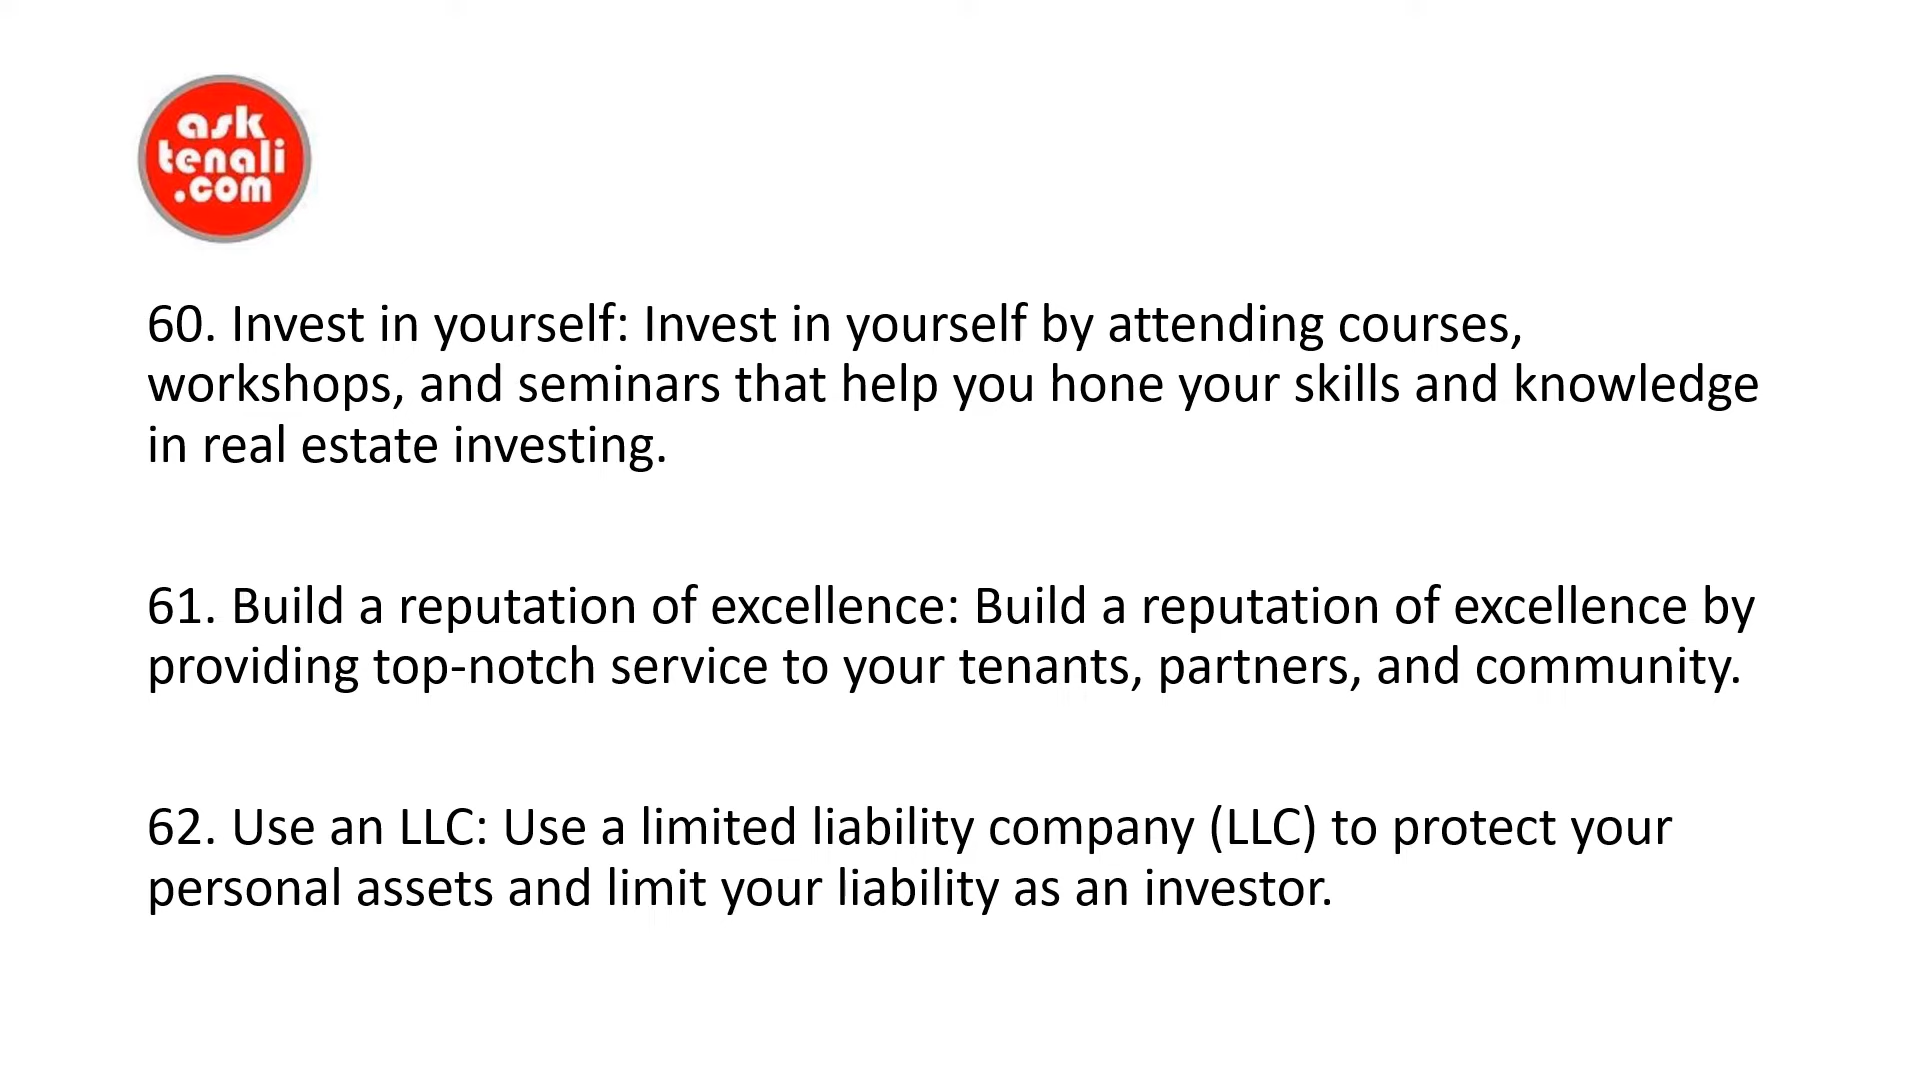 ask
tenali
.com
60. Invest in yourself: Invest in yourself by attending courses,
workshops, and seminars that help you hone your skills and knowledge
in real estate investing.
61. Build a reputation of excellence: Build a reputation of excellence by
providing top-notch service to your tenants, partners, and community.
62. Use an LLC: Use a limited liability company (LLC) to protect your
personal assets and limit your liability as an investor.